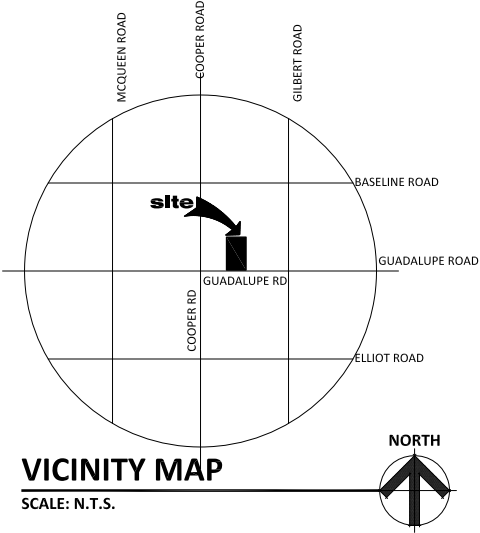 MCQUEEN ROAD
COOPER ROAD
GILBERT ROAD
BASELINE ROAD
site
GUADALUPE ROAD
GUADALUPE RD
COOPER RD
ELLIOT ROAD
NORTH
VICINITY MAP
SCALE: N.T.S.